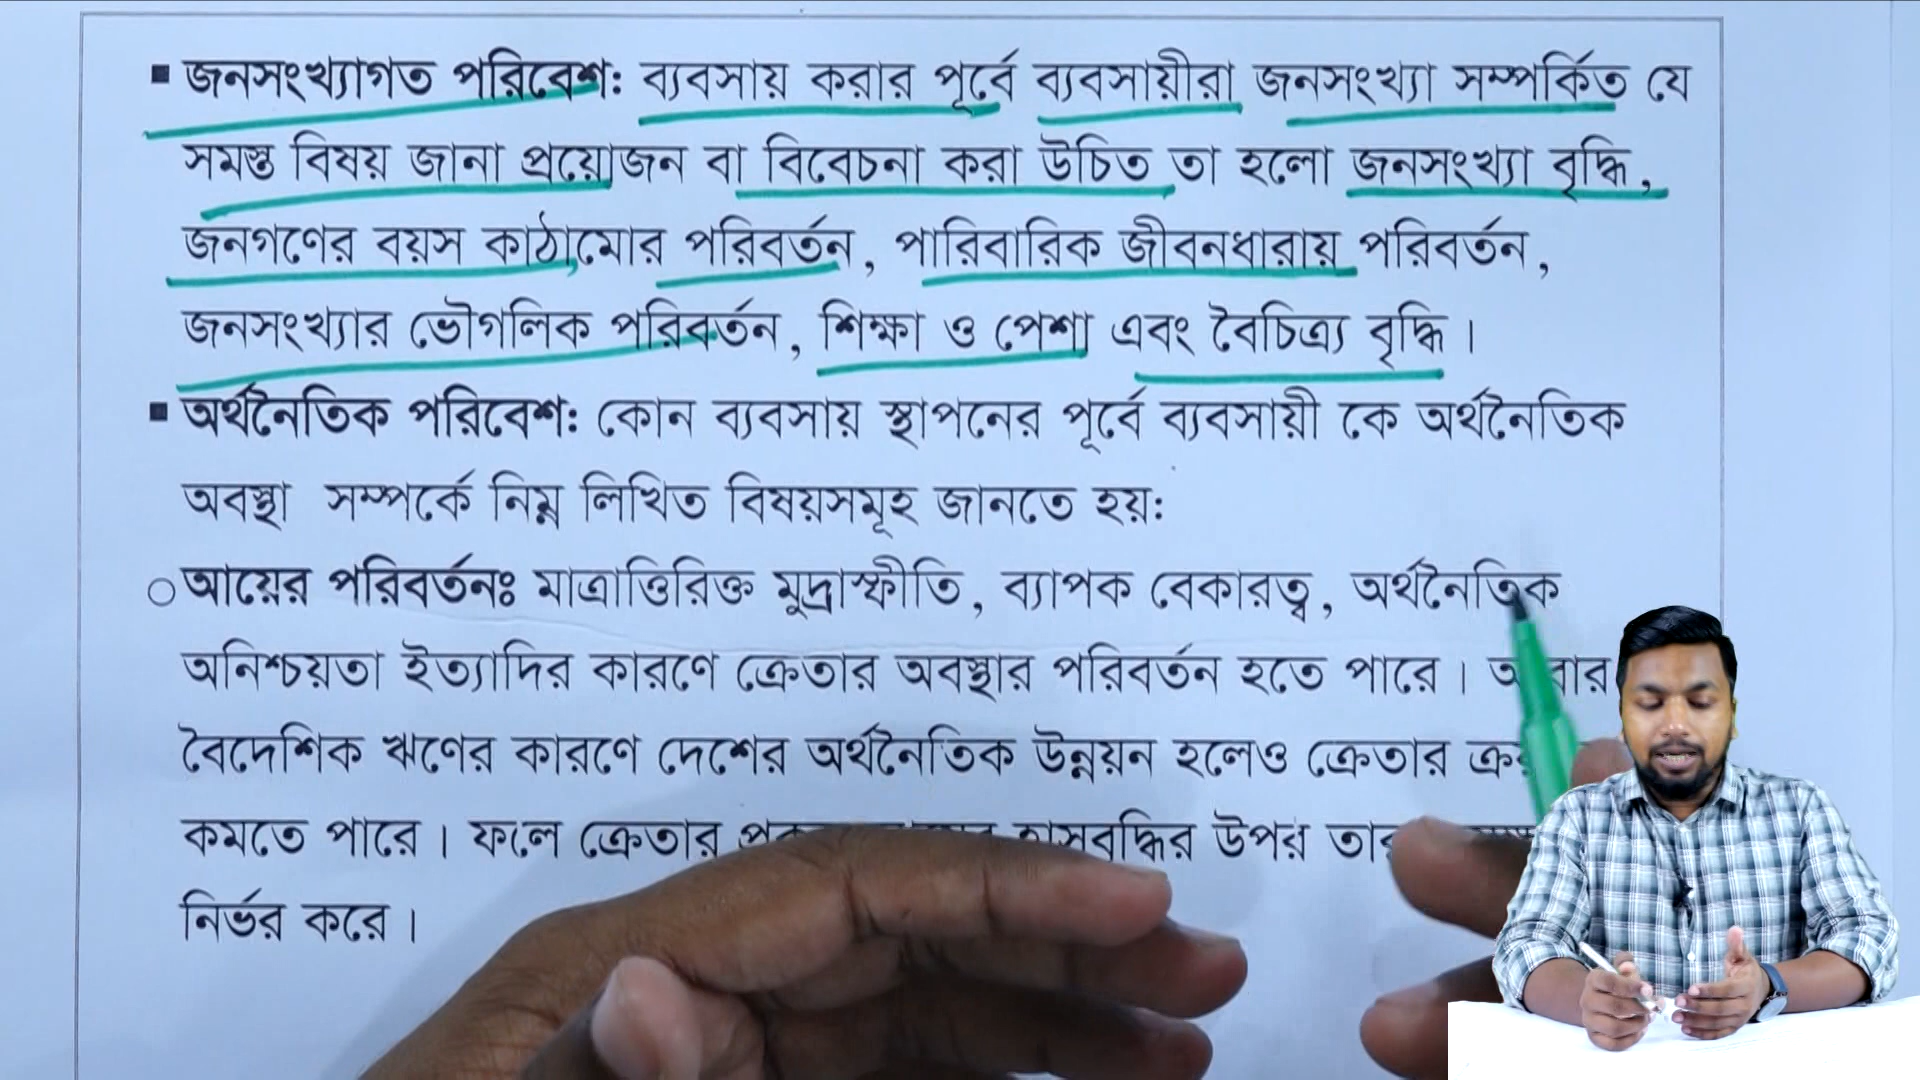 ▪ জনসংখ্যাগত পরিবেশ: ব্যবসায় করার পূর্বে ব্যবসায়ীরা জনসংখ্যা সম্পর্কিত যে
সমস্ত বিষয় জানা প্রয়োজন বা বিবেচনা করা উচিত তা হলো জনসংখ্যা বৃদ্ধি,
জনগণের বয়স কাঠামোর পরিবর্তন, পারিবারিক জীবনধারায় পরিবর্তন,
জনসংখ্যার ভৌগলিক পরিবর্তন, শিক্ষা ও পেশা এবং বৈচিত্র্য বৃদ্ধি।
▪ অর্থনৈতিক পরিবেশ: কোন ব্যবসায় স্থাপনের পূর্বে ব্যবসায়ী কে অর্থনৈতিক
অবস্থা সম্পর্কে নিম্ন লিখিত বিষয়সমূহ জানতে হয়:
○ আয়ের পরিবর্তনঃ মাত্রাত্তিরিক্ত মুদ্রাস্ফীতি, ব্যাপক বেকারত্ব, অর্থনৈতিক
অনিশ্চয়তা ইত্যাদির কারণে ক্রেতার অবস্থার পরিবর্তন হতে পারে।
বৈদেশিক ঋণের কারণে দেশের অর্থনৈতিক উন্নয়ন হলেও ক্রেতার
কমতে পারে। ফলে ক্রেতার হ্রাসবৃদ্ধির উপর
নির্ভর করে।